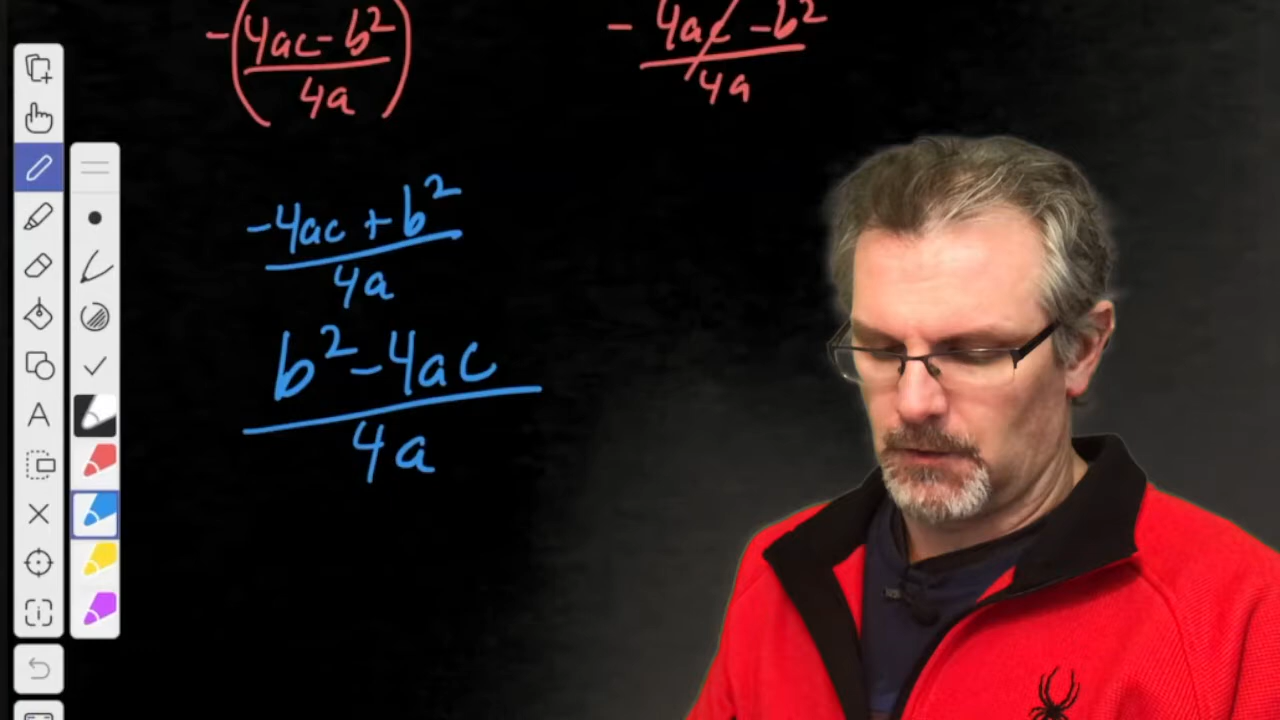 -(4ac - b²)/(4a)
- (4ac - b²)/(4a)
(-4ac + b²)/(4a)
(b² - 4ac)/(4a)
A